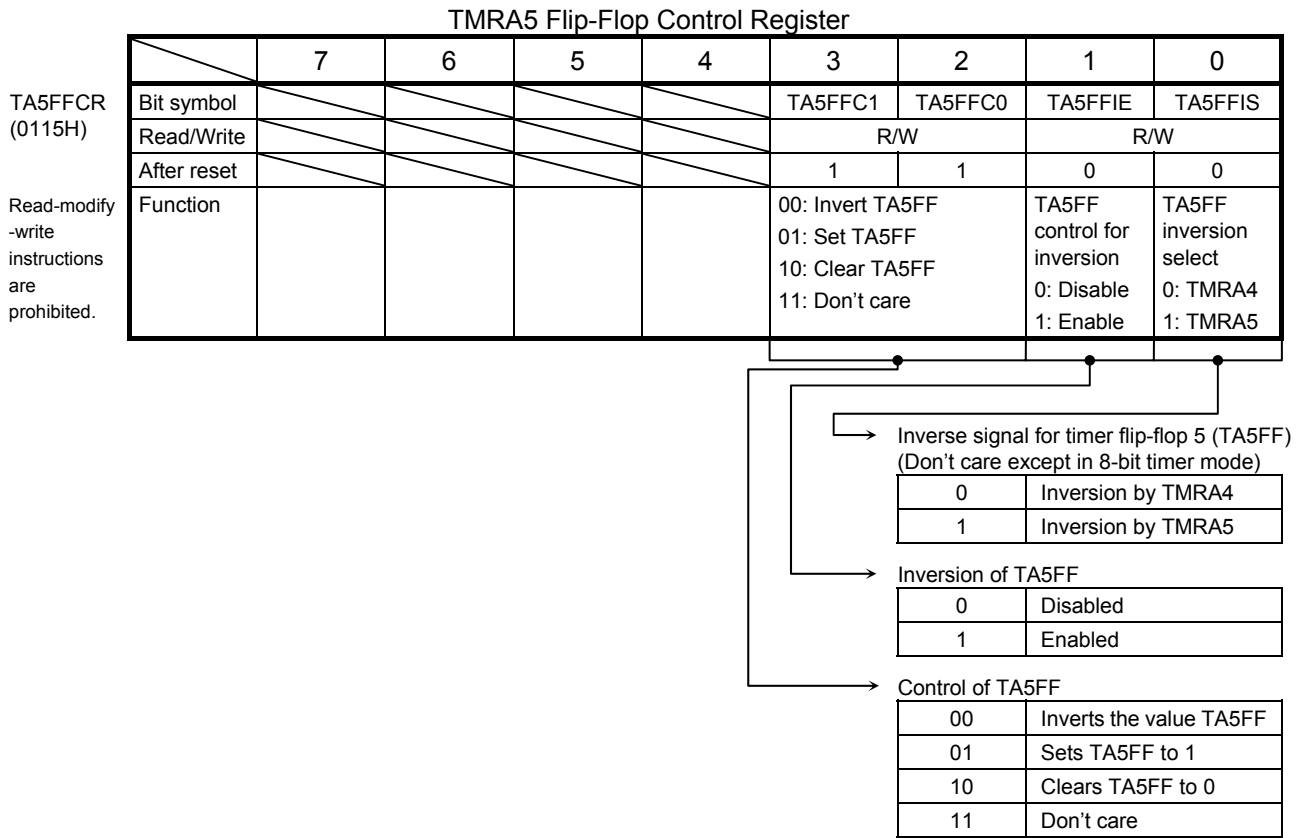 TMRA5 Flip-Flop Control Register
7 6 5 4 3 2 1 0
TA5FFCR
(0115H)
Bit symbol TA5FFC1 TA5FFC0 TA5FFIE TA5FFIS
Read/Write R/W R/W
After reset 1 1 0 0
Read-modify
-write
instructions
are
prohibited.
Function
00: Invert TA5FF
01: Set TA5FF
10: Clear TA5FF
11: Don't care
TA5FF
control for
inversion
0: Disable
1: Enable
TA5FF
inversion
select
0: TMRA4
1: TMRA5
Inverse signal for timer flip-flop 5 (TA5FF)
(Don't care except in 8-bit timer mode)
0 Inversion by TMRA4
1 Inversion by TMRA5
Inversion of TA5FF
0 Disabled
1 Enabled
Control of TA5FF
00 Inverts the value TA5FF
01 Sets TA5FF to 1
10 Clears TA5FF to 0
11 Don't care